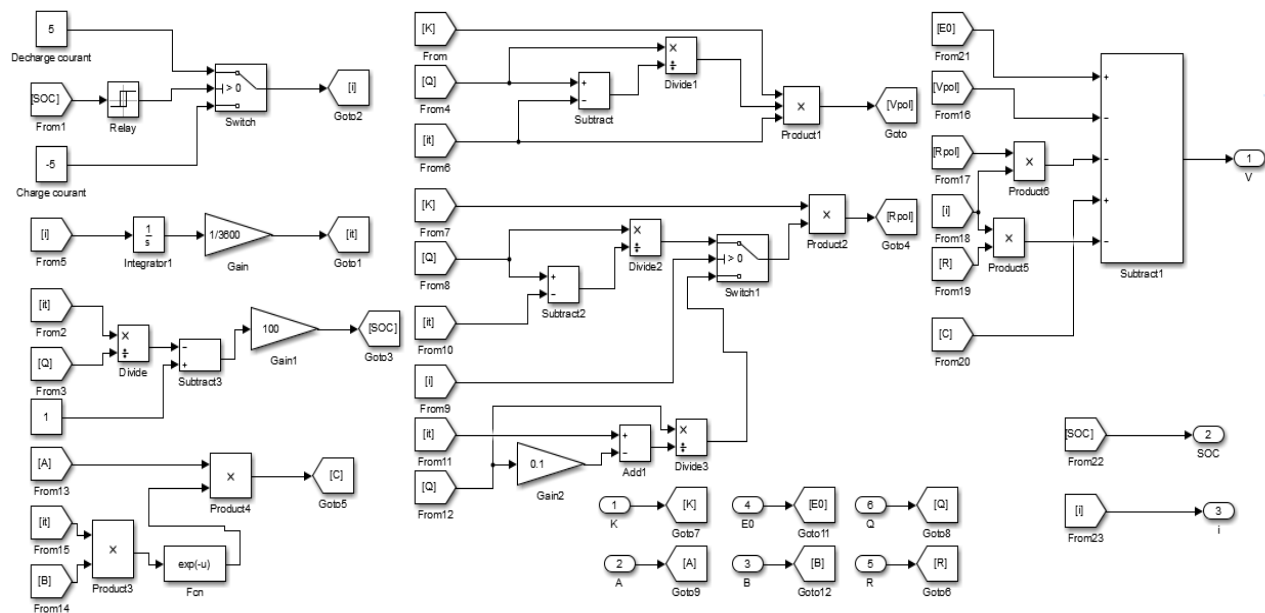 5
Decharge courant
[SOC]
From1
Relay
> 0
Switch
[i]
Goto2
-5
Charge courant
[i]
From5
1
s
Integrator1
1/3600
Gain
[it]
Goto1
[it]
From2
[Q]
From3
×
÷
Divide
1
−
+
Subtract3
100
Gain1
[SOC]
Goto3
[A]
From13
×
Product4
[C]
Goto5
[it]
From15
[B]
From14
×
Product3
exp(-u)
Fcn
[K]
From
[Q]
From4
[it]
From6
+
−
Subtract
×
÷
Divide1
×
Product1
[Vpol]
Goto
[K]
From7
[Q]
From8
[it]
From10
+
−
Subtract2
×
÷
Divide2
> 0
Switch1
×
Product2
[Rpol]
Goto4
[i]
From9
[it]
From11
[Q]
From12
0.1
Gain2
+
−
Add1
×
÷
Divide3
1
K
[K]
Goto7
4
E0
[E0]
Goto11
6
Q
[Q]
Goto8
2
A
[A]
Goto9
3
B
[B]
Goto12
5
R
[R]
Goto6
[E0]
From21
[Vpol]
From16
[Rpol]
From17
[i]
From18
[R]
From19
[C]
From20
×
Product6
×
Product5
+
−
−
+
−
Subtract1
1
V
[SOC]
From22
2
SOC
[i]
From23
3
i